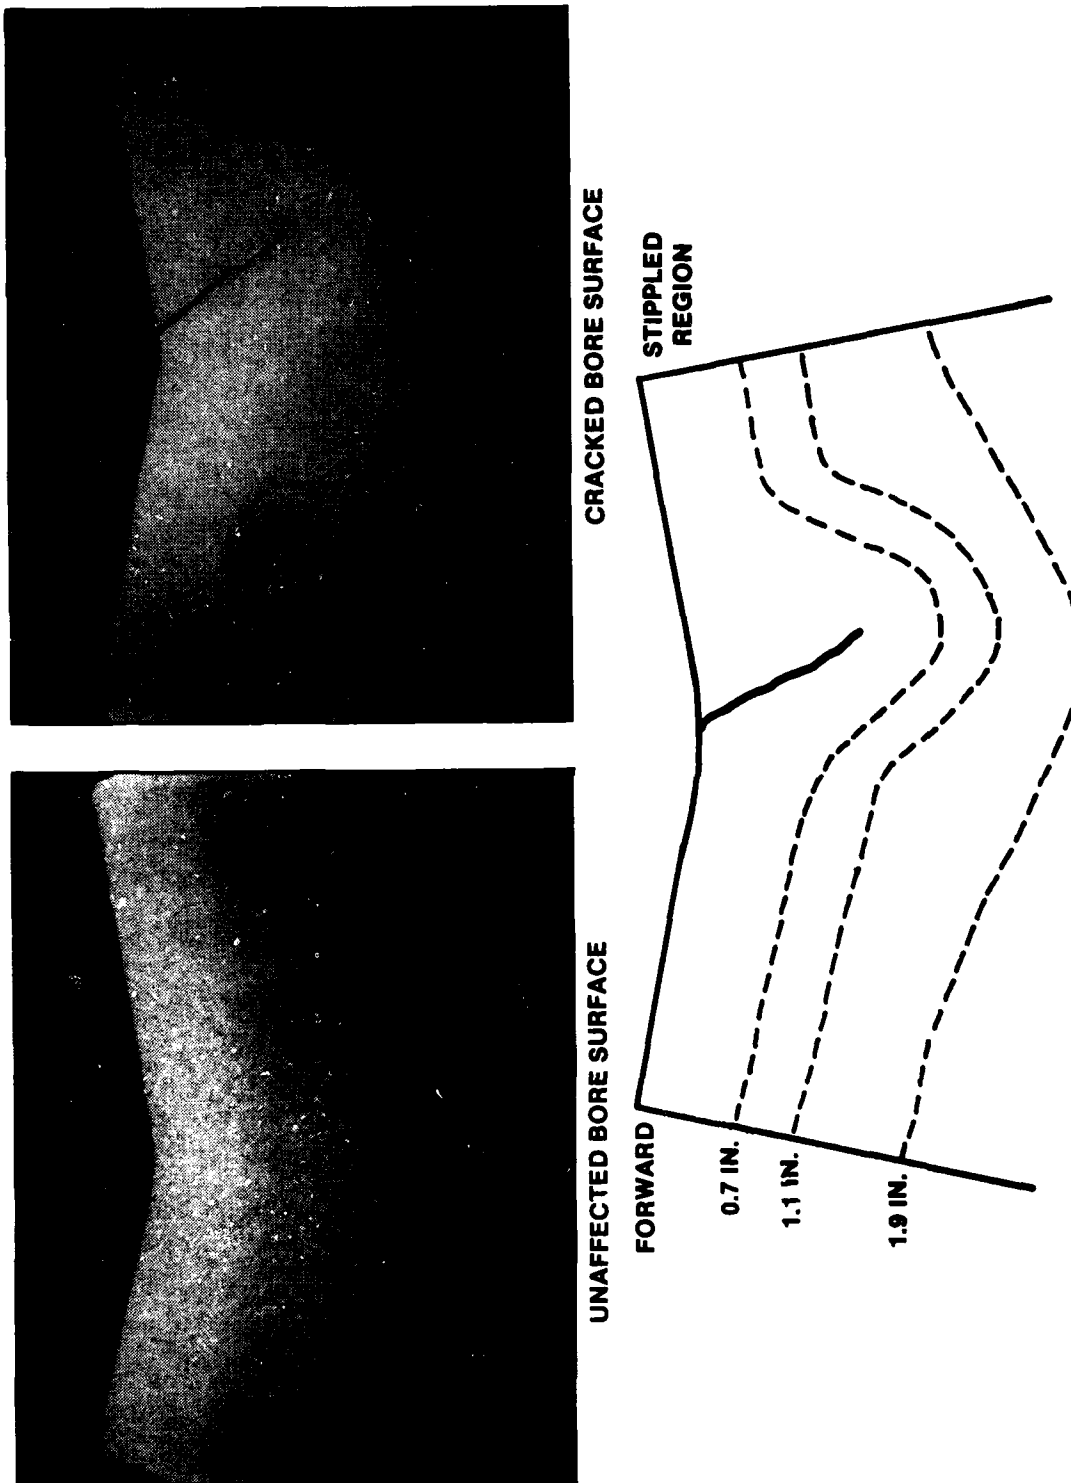 UNAFFECTED BORE SURFACE
CRACKED BORE SURFACE
FORWARD
STIPPLED
REGION
0.7 IN.
1.1 IN.
1.9 IN.